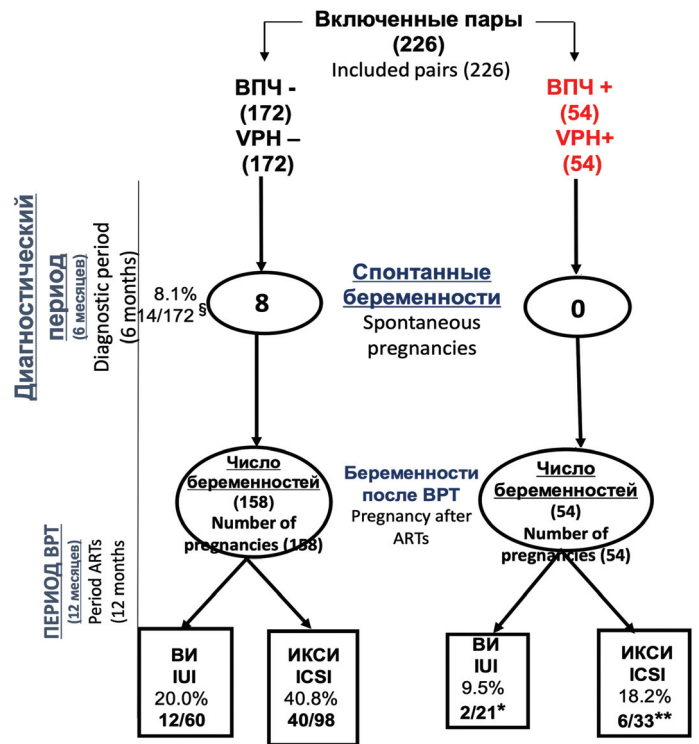 Включенные пары
(226)
Included pairs (226)
ВПЧ -
(172)
VPH –
(172)
ВПЧ +
(54)
VPH+
(54)
Диагностический
период
(6 месяцев)
Diagnostic period
(6 months)
8.1%
14/172 §
8
Спонтанные
беременности
Spontaneous
pregnancies
0
Число
беременностей
(158)
Number of
pregnancies (158)
Беременности
после ВРТ
Pregnancy after
ARTs
Число
беременностей
(54)
Number of
pregnancies (54)
ПЕРИОД ВРТ
(12 месяцев)
Period ARTs
(12 months
ВИ
IUI
20.0%
12/60
ИКСИ
ICSI
40.8%
40/98
ВИ
IUI
9.5%
2/21*
ИКСИ
ICSI
18.2%
6/33**